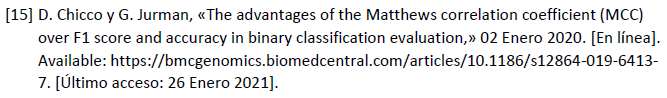 [15] D. Chicco y G. Jurman, «The advantages of the Matthews correlation coefficient (MCC)
over F1 score and accuracy in binary classification evaluation,» 02 Enero 2020. [En línea].
Available: https://bmcgenomics.biomedcentral.com/articles/10.1186/s12864-019-6413-
7. [Último acceso: 26 Enero 2021].